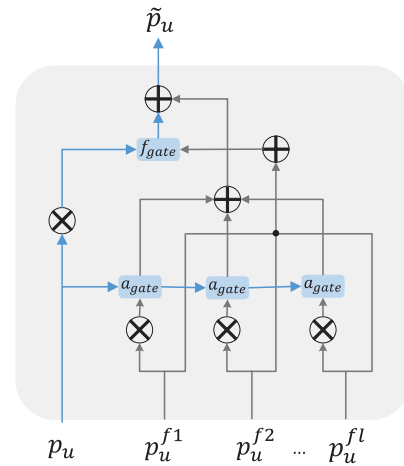 p̃_u
f_gate
a_gate a_gate a_gate
p_u p_u^{f1} p_u^{f2} ... p_u^{fl}